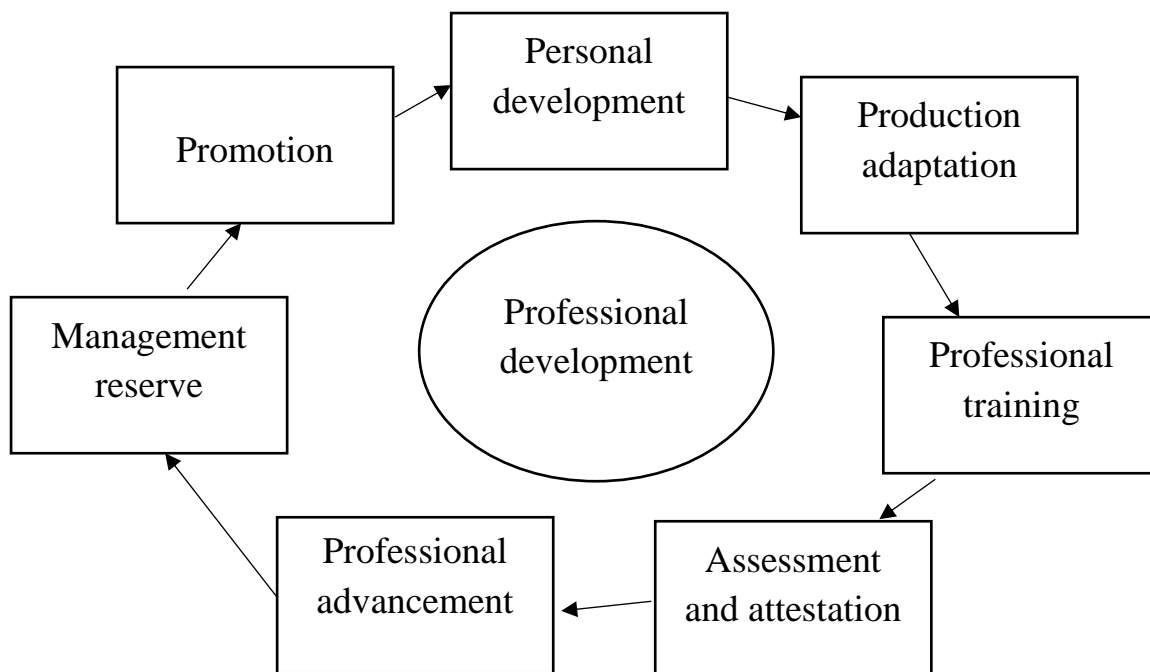 Personal
development
Production
adaptation
Promotion
Professional
development
Management
reserve
Professional
training
Professional
advancement
Assessment
and attestation